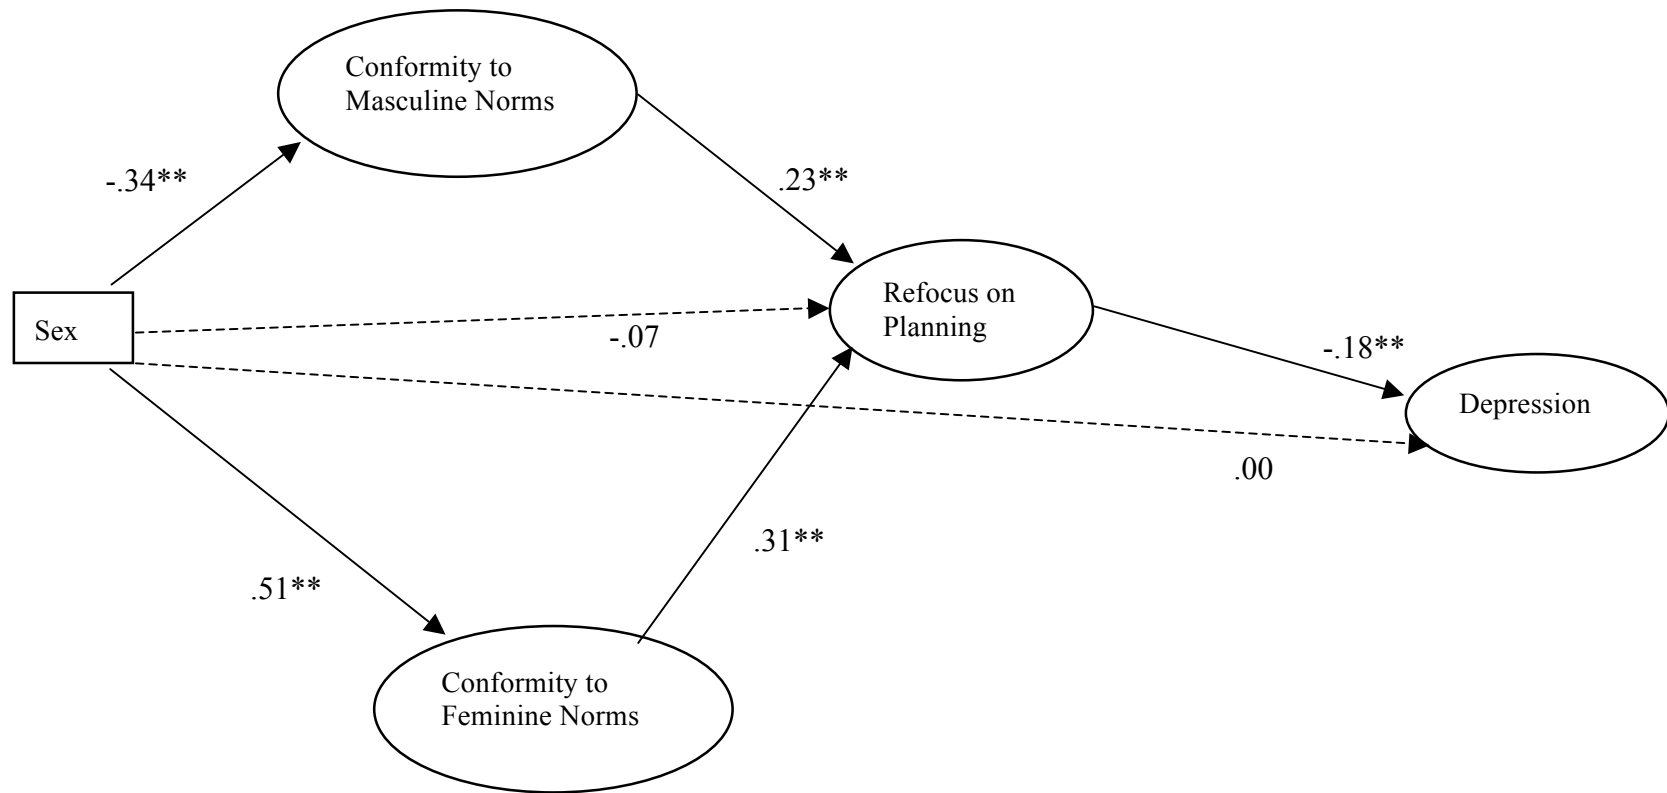 Conformity to
Masculine Norms
-.34**
.23**
Refocus on
Planning
Sex
-.07
-.18**
Depression
.00
.31**
.51**
Conformity to
Feminine Norms